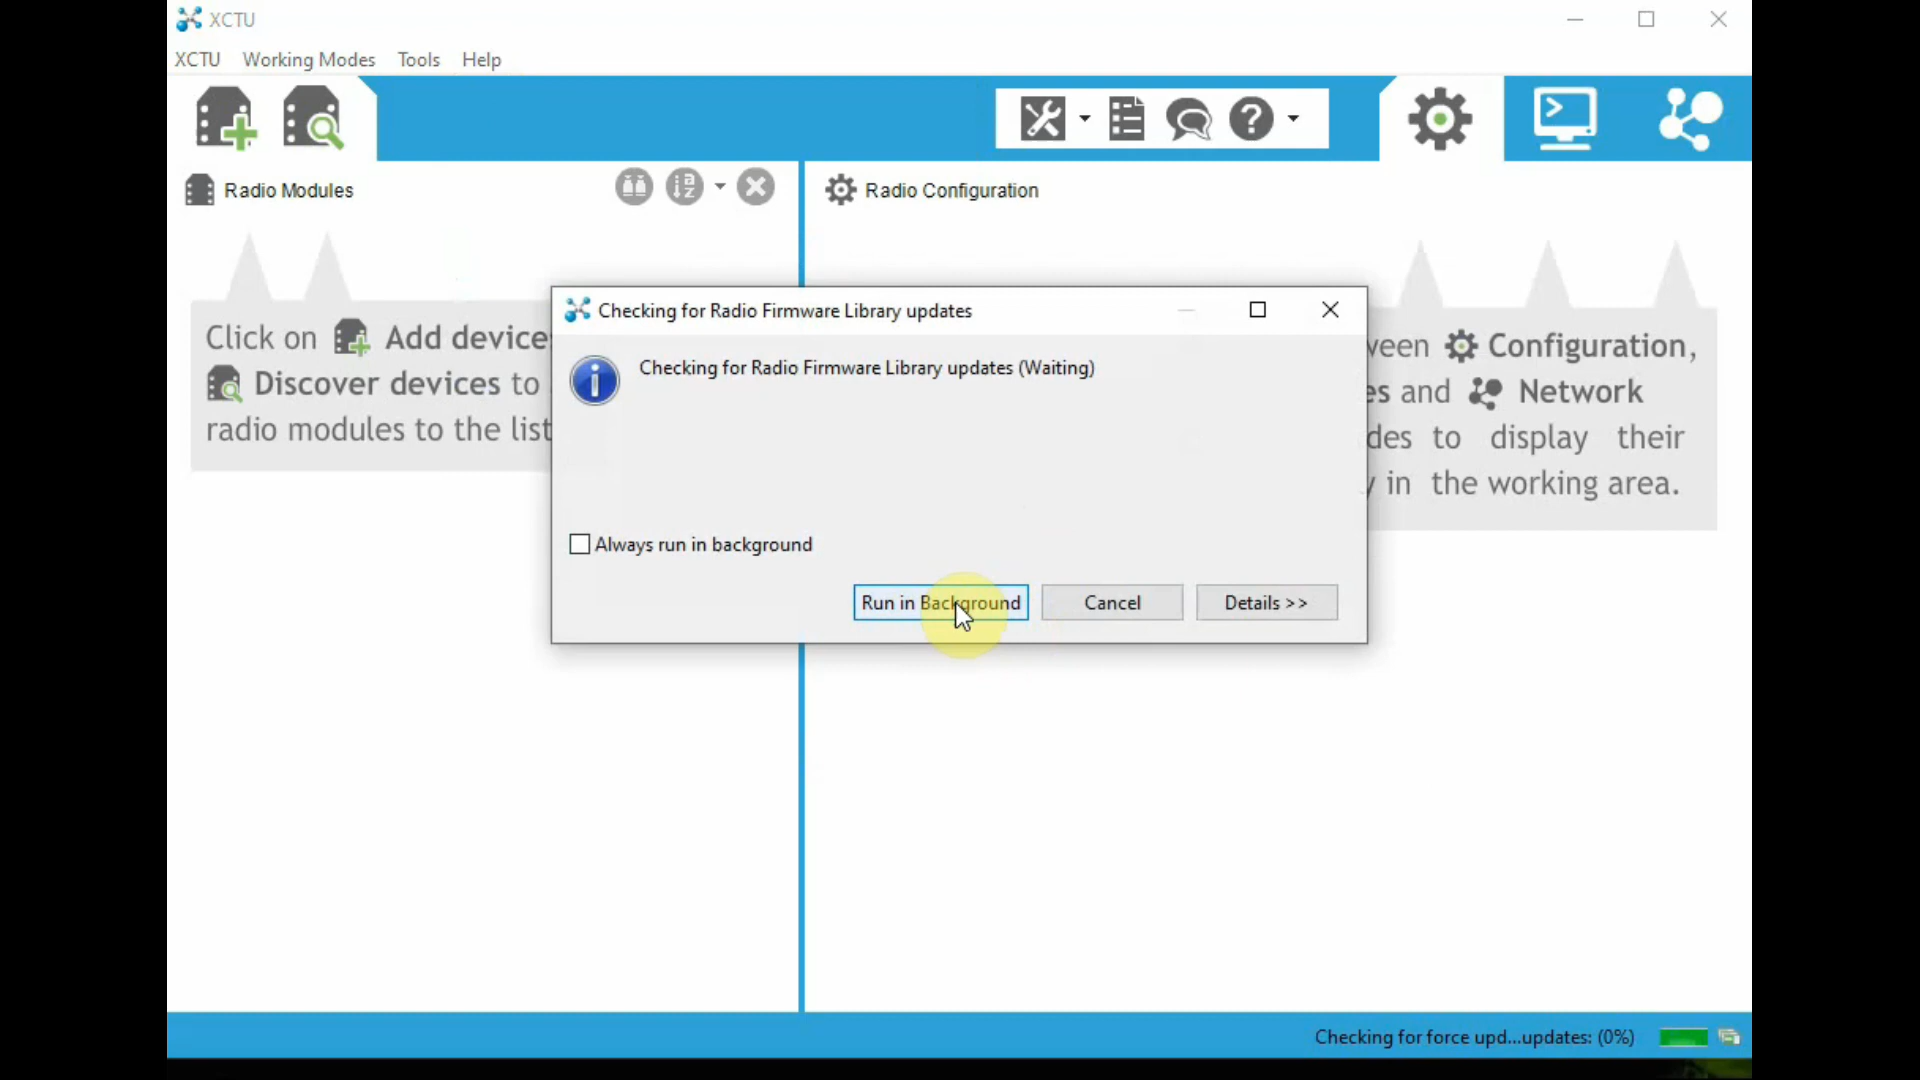 XCTU
XCTU Working Modes Tools Help
Radio Modules
Radio Configuration
Click on Add device
Discover devices to
radio modules to the list
Checking for Radio Firmware Library updates
Checking for Radio Firmware Library updates (Waiting)
Always run in background
Run in Background
Cancel
Details >>
Configuration,
and Network
to display their
in the working area.
Checking for force upd...updates: (0%)